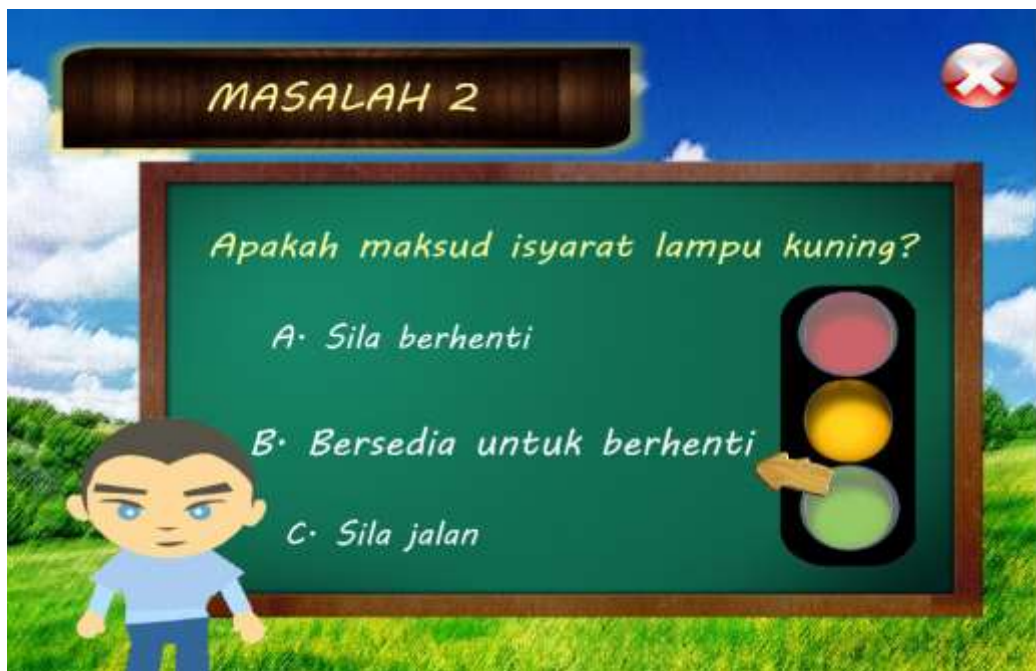 MASALAH 2
Apakah maksud isyarat lampu kuning?
A. Sila berhenti
B. Bersedia untuk berhenti
C. Sila jalan